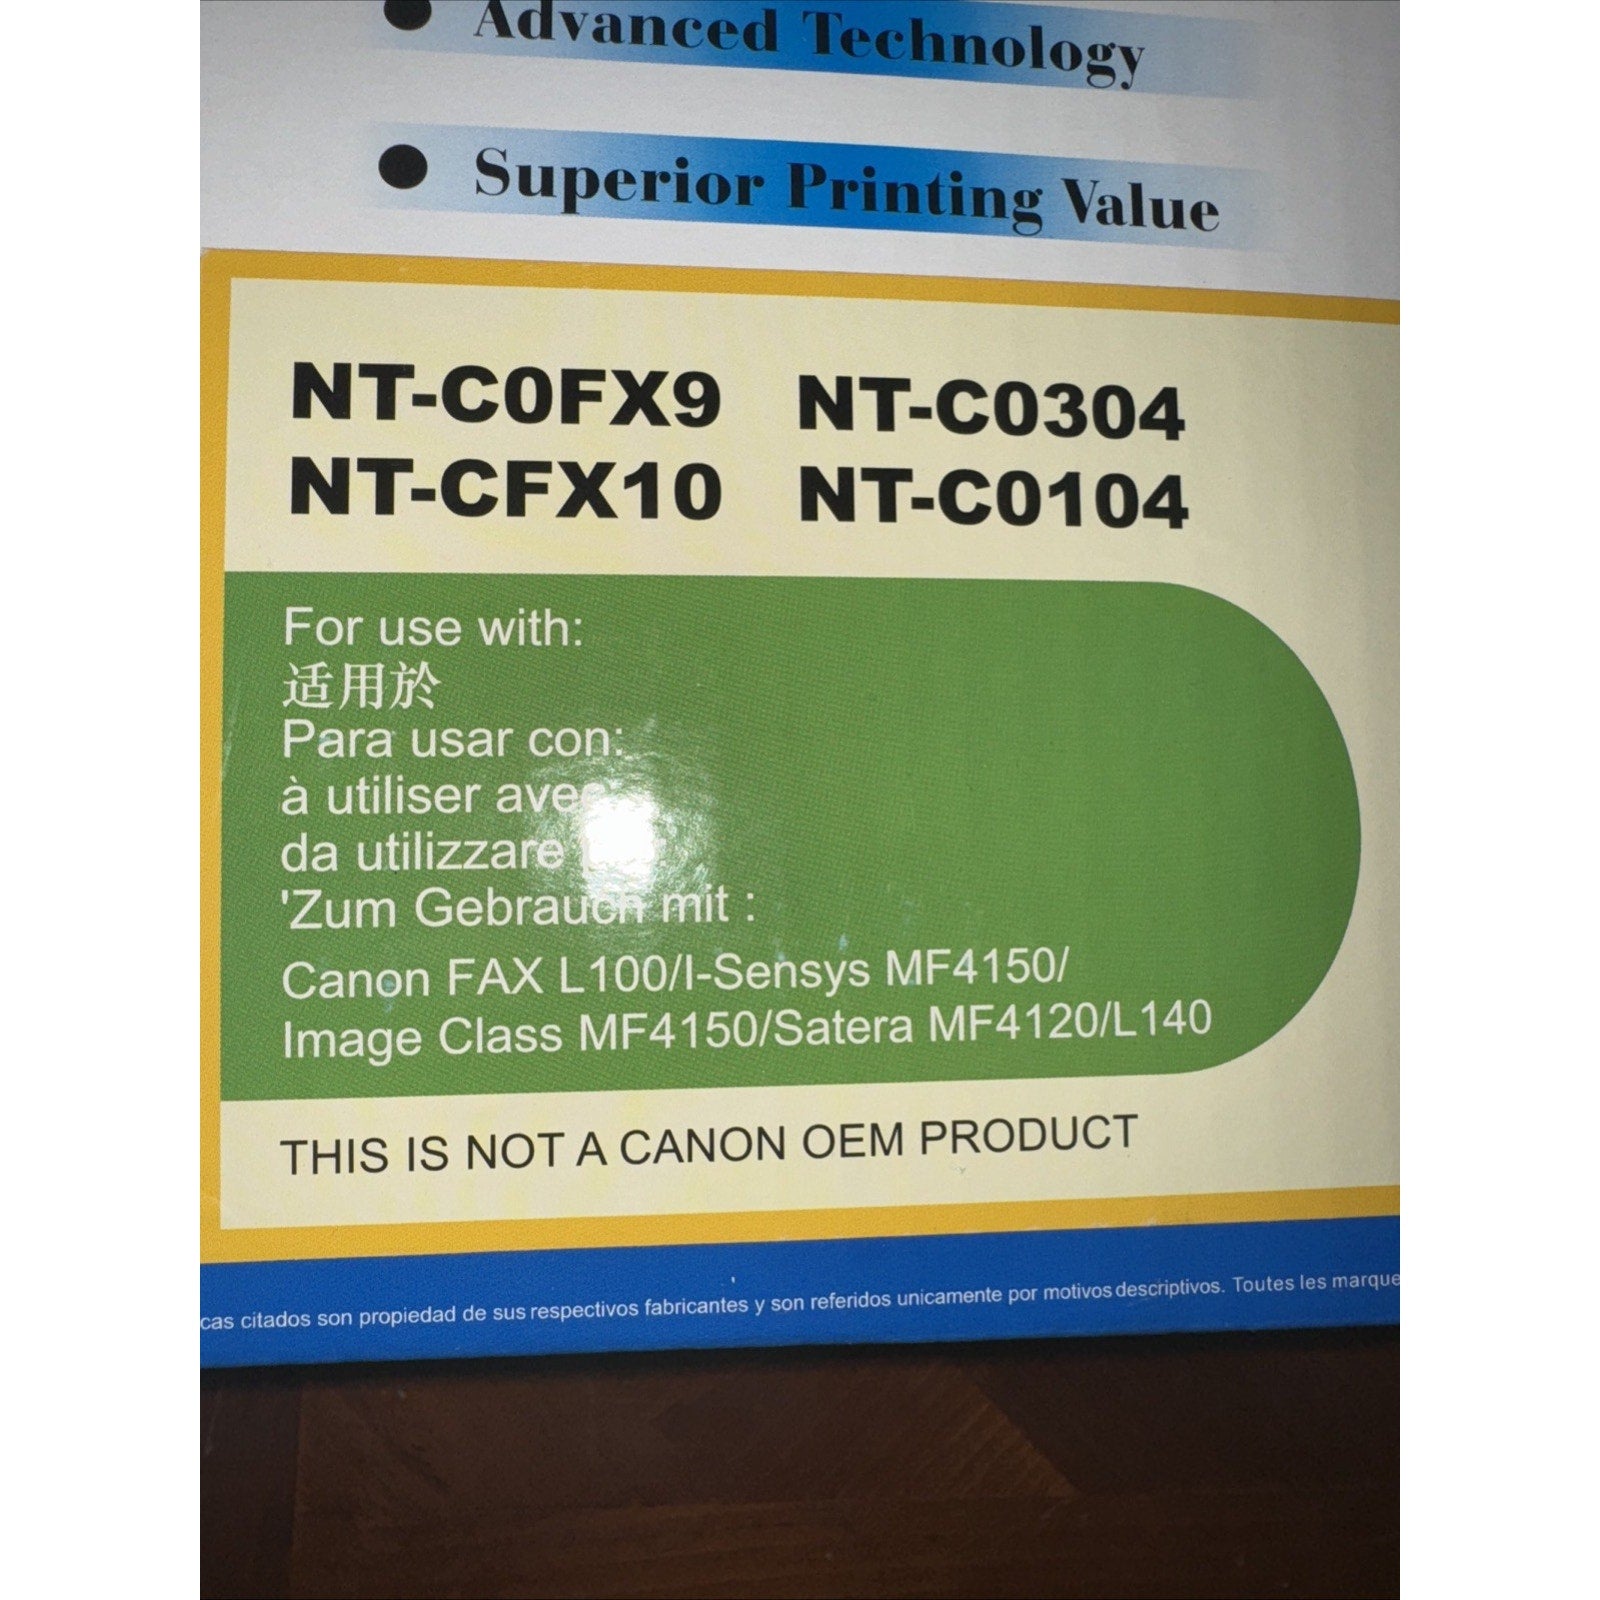 Advanced Technology
Superior Printing Value
NT-C0FX9 NT-C0304
NT-CFX10 NT-C0104
For use with:
适用於
Para usar con:
à utiliser
da utilizzare
'Zum Gebrauch mit :
Canon FAX L100/I-Sensys MF4150/
Image Class MF4150/Satera MF4120/L140
THIS IS NOT A CANON OEM PRODUCT
cas citados son propiedad de sus respectivos fabricantes y son referidos unicamente por motivos descriptivos. Toutes les marque